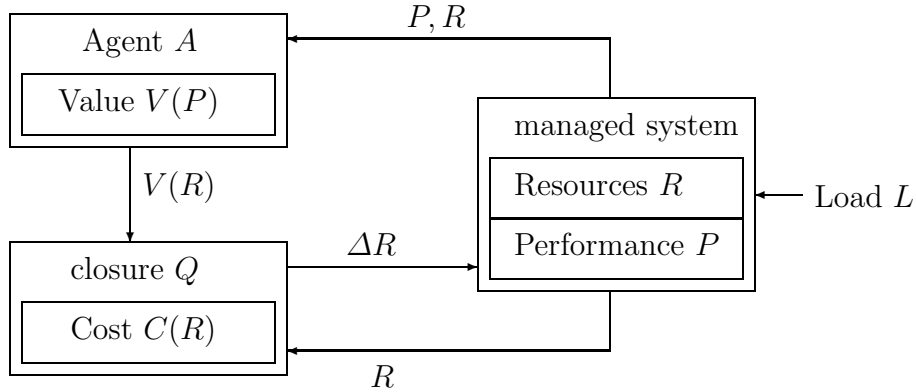 Agent A
Value V(P)
P, R
managed system
Resources R
Performance P
Load L
V(R)
closure Q
Cost C(R)
ΔR
R